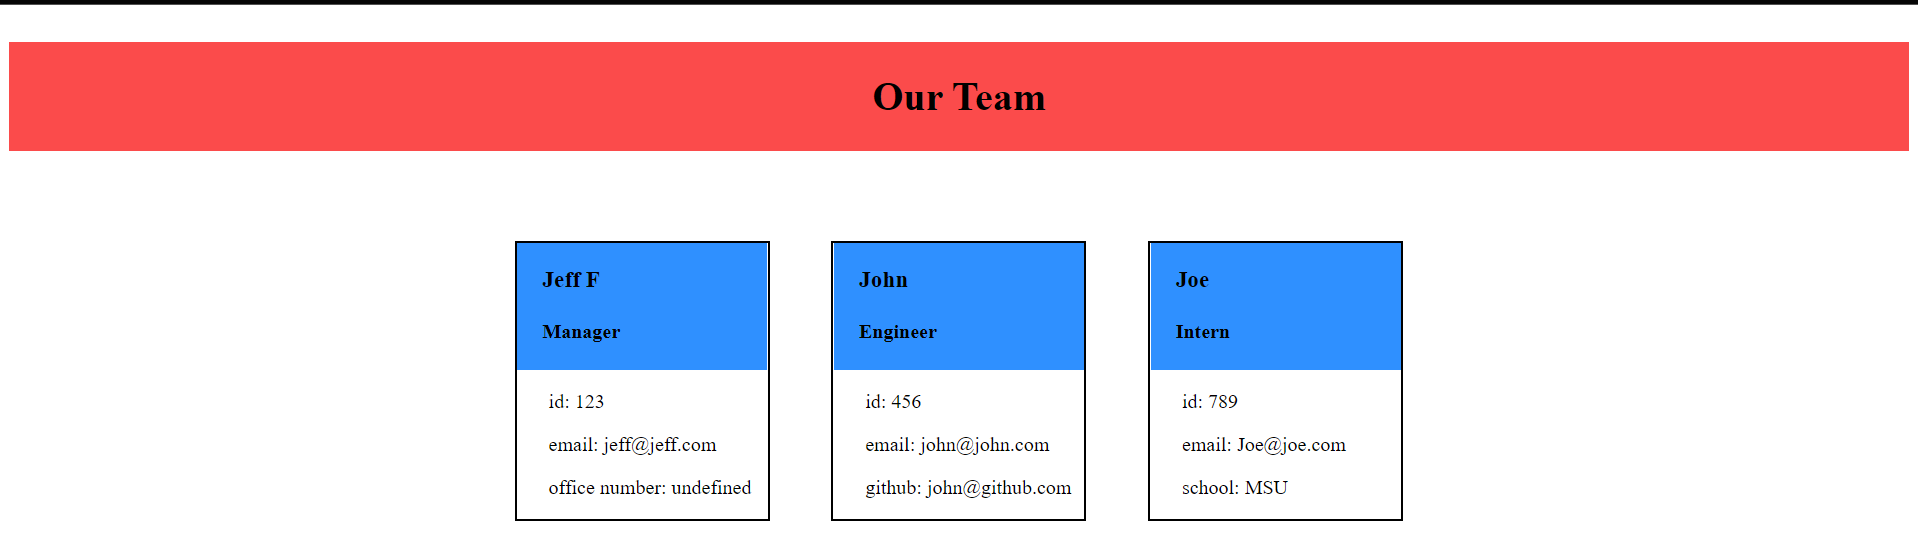 Our Team
Jeff F
Manager
id: 123
email: jeff@jeff.com
office number: undefined
John
Engineer
id: 456
email: john@john.com
github: john@github.com
Joe
Intern
id: 789
email: Joe@joe.com
school: MSU